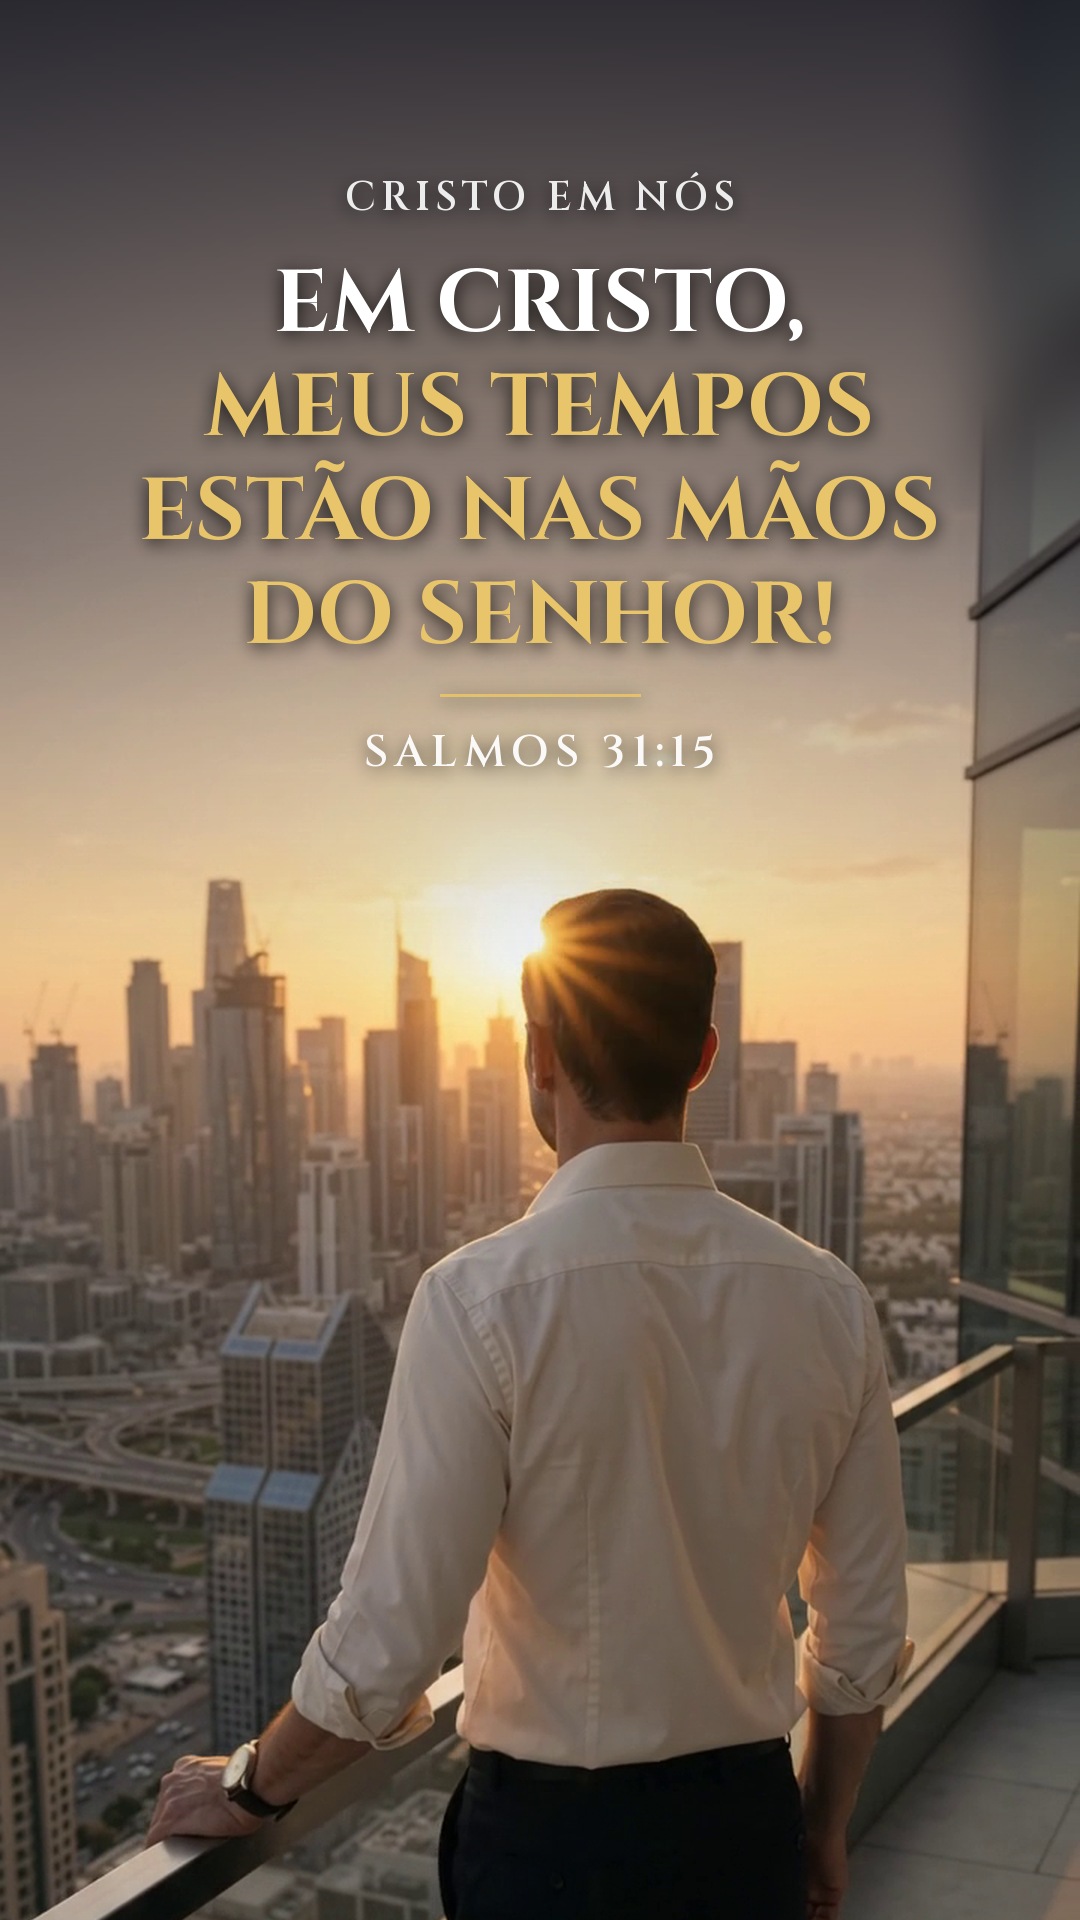 CRISTO EM NÓS
EM CRISTO,
MEUS TEMPOS
ESTÃO NAS MÃOS
DO SENHOR!
SALMOS 31:15